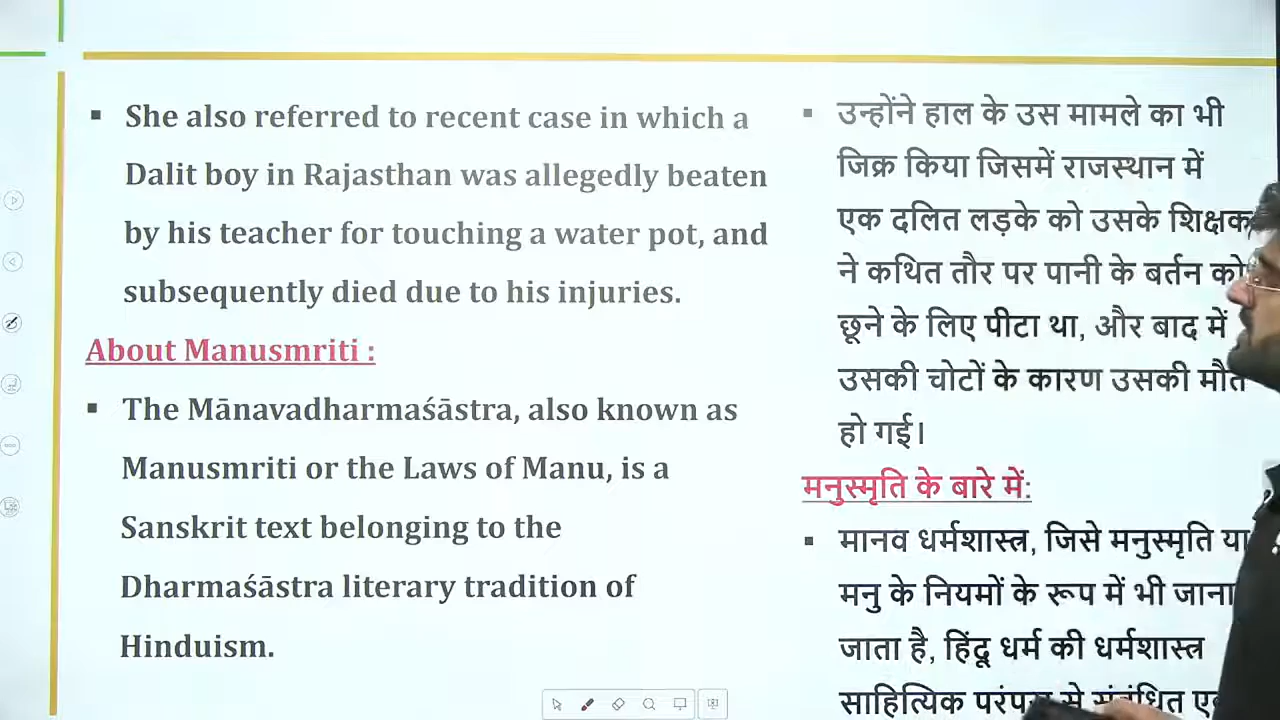 She also referred to recent case in which a
Dalit boy in Rajasthan was allegedly beaten
by his teacher for touching a water pot, and
subsequently died due to his injuries.
About Manusmriti :
The Mānavadharmaśāstra, also known as
Manusmriti or the Laws of Manu, is a
Sanskrit text belonging to the
Dharmaśāstra literary tradition of
Hinduism.
उन्होंने हाल के उस मामले का भी
जिक्र किया जिसमें राजस्थान में
एक दलित लड़के को उसके शिक्षक
ने कथित तौर पर पानी के बर्तन को
छूने के लिए पीटा था, और बाद में
उसकी चोटों के कारण उसकी मौत
हो गई।
मनुस्मृति के बारे में:
मानव धर्मशास्त्र, जिसे मनुस्मृति या
मनु के नियमों के रूप में भी जाना
जाता है, हिंदू धर्म की धर्मशास्त्र
साहित्यिक से